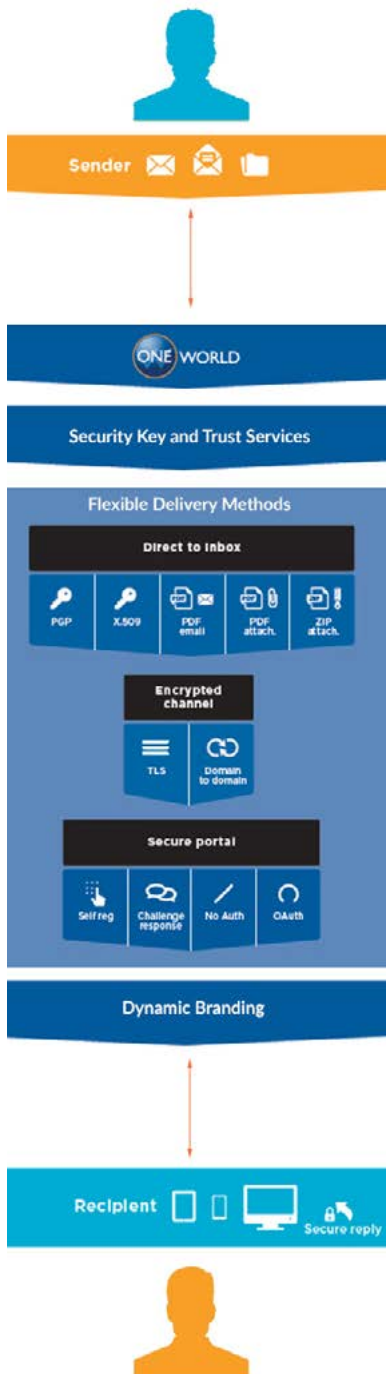 Sender
ONE WORLD
Security Key and Trust Services
Flexible Delivery Methods
Direct to Inbox
PGP
X.509
PDF
email
PDF
attach.
ZIP
attach.
Encrypted
channel
TLS
Domain
to domain
Secure portal
Self reg
Challenge
response
No Auth
OAuth
Dynamic Branding
Recipient
Secure reply